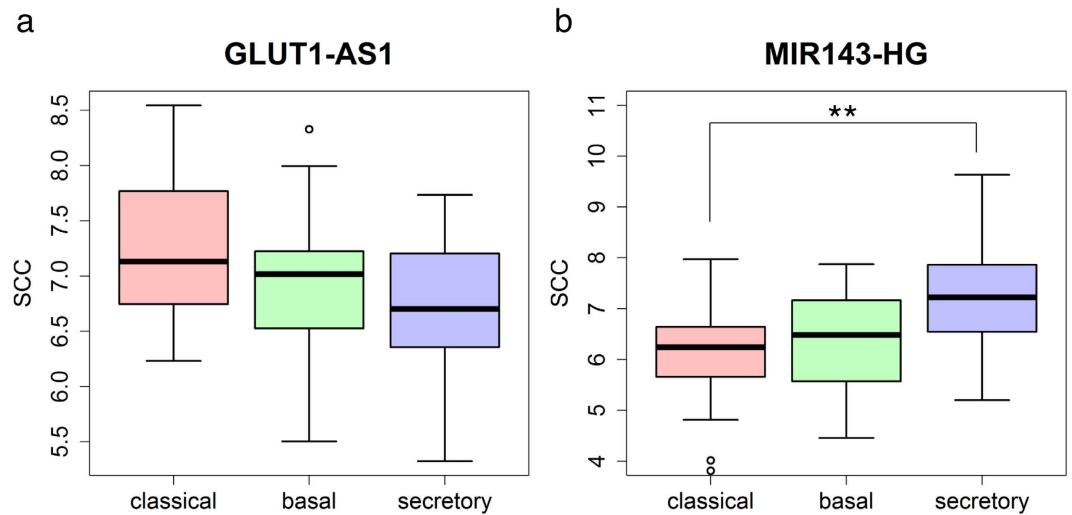 a
GLUT1-AS1
SCC
8.5
8.0
7.5
7.0
6.5
6.0
5.5
classical basal secretory
b
MIR143-HG
SCC
11
10
9
8
7
6
5
4
**
classical basal secretory